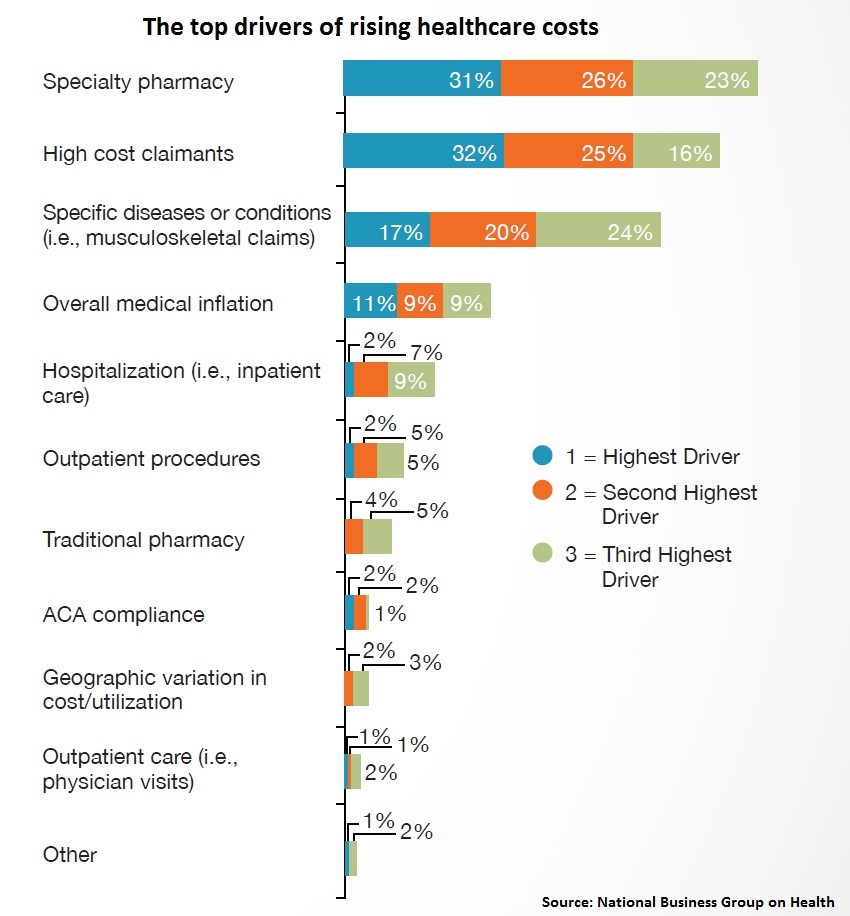 The top drivers of rising healthcare costs
Specialty pharmacy
31% 26% 23%
High cost claimants
32% 25% 16%
Specific diseases or conditions
(i.e., musculoskeletal claims)
17% 20% 24%
Overall medical inflation
11% 9% 9%
Hospitalization (i.e., inpatient
care)
2%
7%
9%
Outpatient procedures
2%
5%
5%
Traditional pharmacy
4%
5%
ACA compliance
2%
2%
1%
Geographic variation in
cost/utilization
2%
3%
Outpatient care (i.e.,
physician visits)
1%
1%
2%
Other
1%
2%
1 = Highest Driver
2 = Second Highest
Driver
3 = Third Highest
Driver
Source: National Business Group on Health